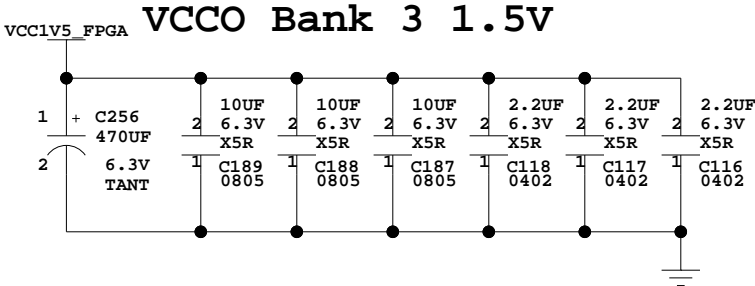 VCCO Bank 3 1.5V
VCC1V5_FPGA
1 + C256
470UF
2 6.3V
TANT
10UF
2 6.3V
X5R
1 C189
0805
10UF
2 6.3V
X5R
1 C188
0805
10UF
2 6.3V
X5R
1 C187
0805
2.2UF
2 6.3V
X5R
1 C118
0402
2.2UF
2 6.3V
X5R
1 C117
0402
2.2UF
2 6.3V
X5R
1 C116
0402